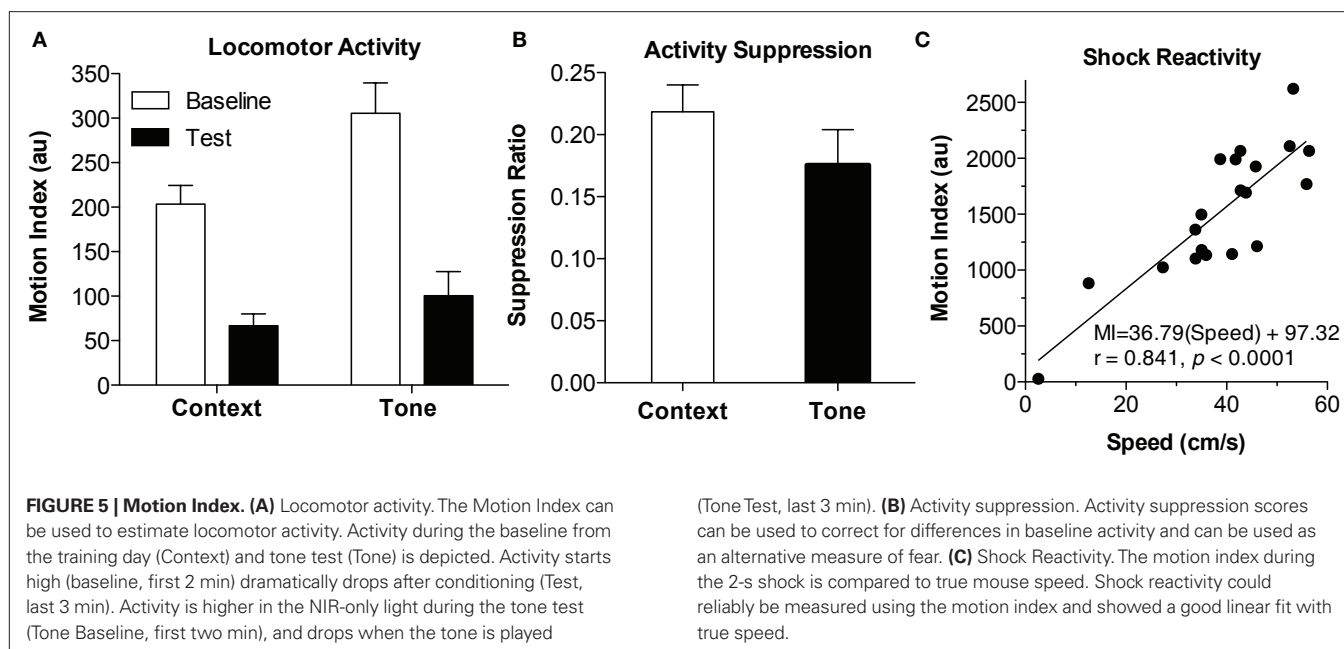 A
Locomotor Activity
350
300
250
200
150
100
50
0
Motion Index (au)
Baseline
Test
Context
Tone
B
Activity Suppression
0.25
0.20
0.15
0.10
0.05
0.00
Suppression Ratio
Context
Tone
C
Shock Reactivity
2500
2000
1500
1000
500
0
Motion Index (au)
MI=36.79(Speed) + 97.32
r = 0.841, p < 0.0001
0
20
40
60
Speed (cm/s)
FIGURE 5 | Motion Index. (A) Locomotor activity. The Motion Index can
be used to estimate locomotor activity. Activity during the baseline from
the training day (Context) and tone test (Tone) is depicted. Activity starts
high (baseline, first 2 min) dramatically drops after conditioning (Test,
last 3 min). Activity is higher in the NIR-only light during the tone test
(Tone Baseline, first two min), and drops when the tone is played
(Tone Test, last 3 min). (B) Activity suppression. Activity suppression scores
can be used to correct for differences in baseline activity and can be used as
an alternative measure of fear. (C) Shock Reactivity. The motion index during
the 2-s shock is compared to true mouse speed. Shock reactivity could
reliably be measured using the motion index and showed a good linear fit with
true speed.